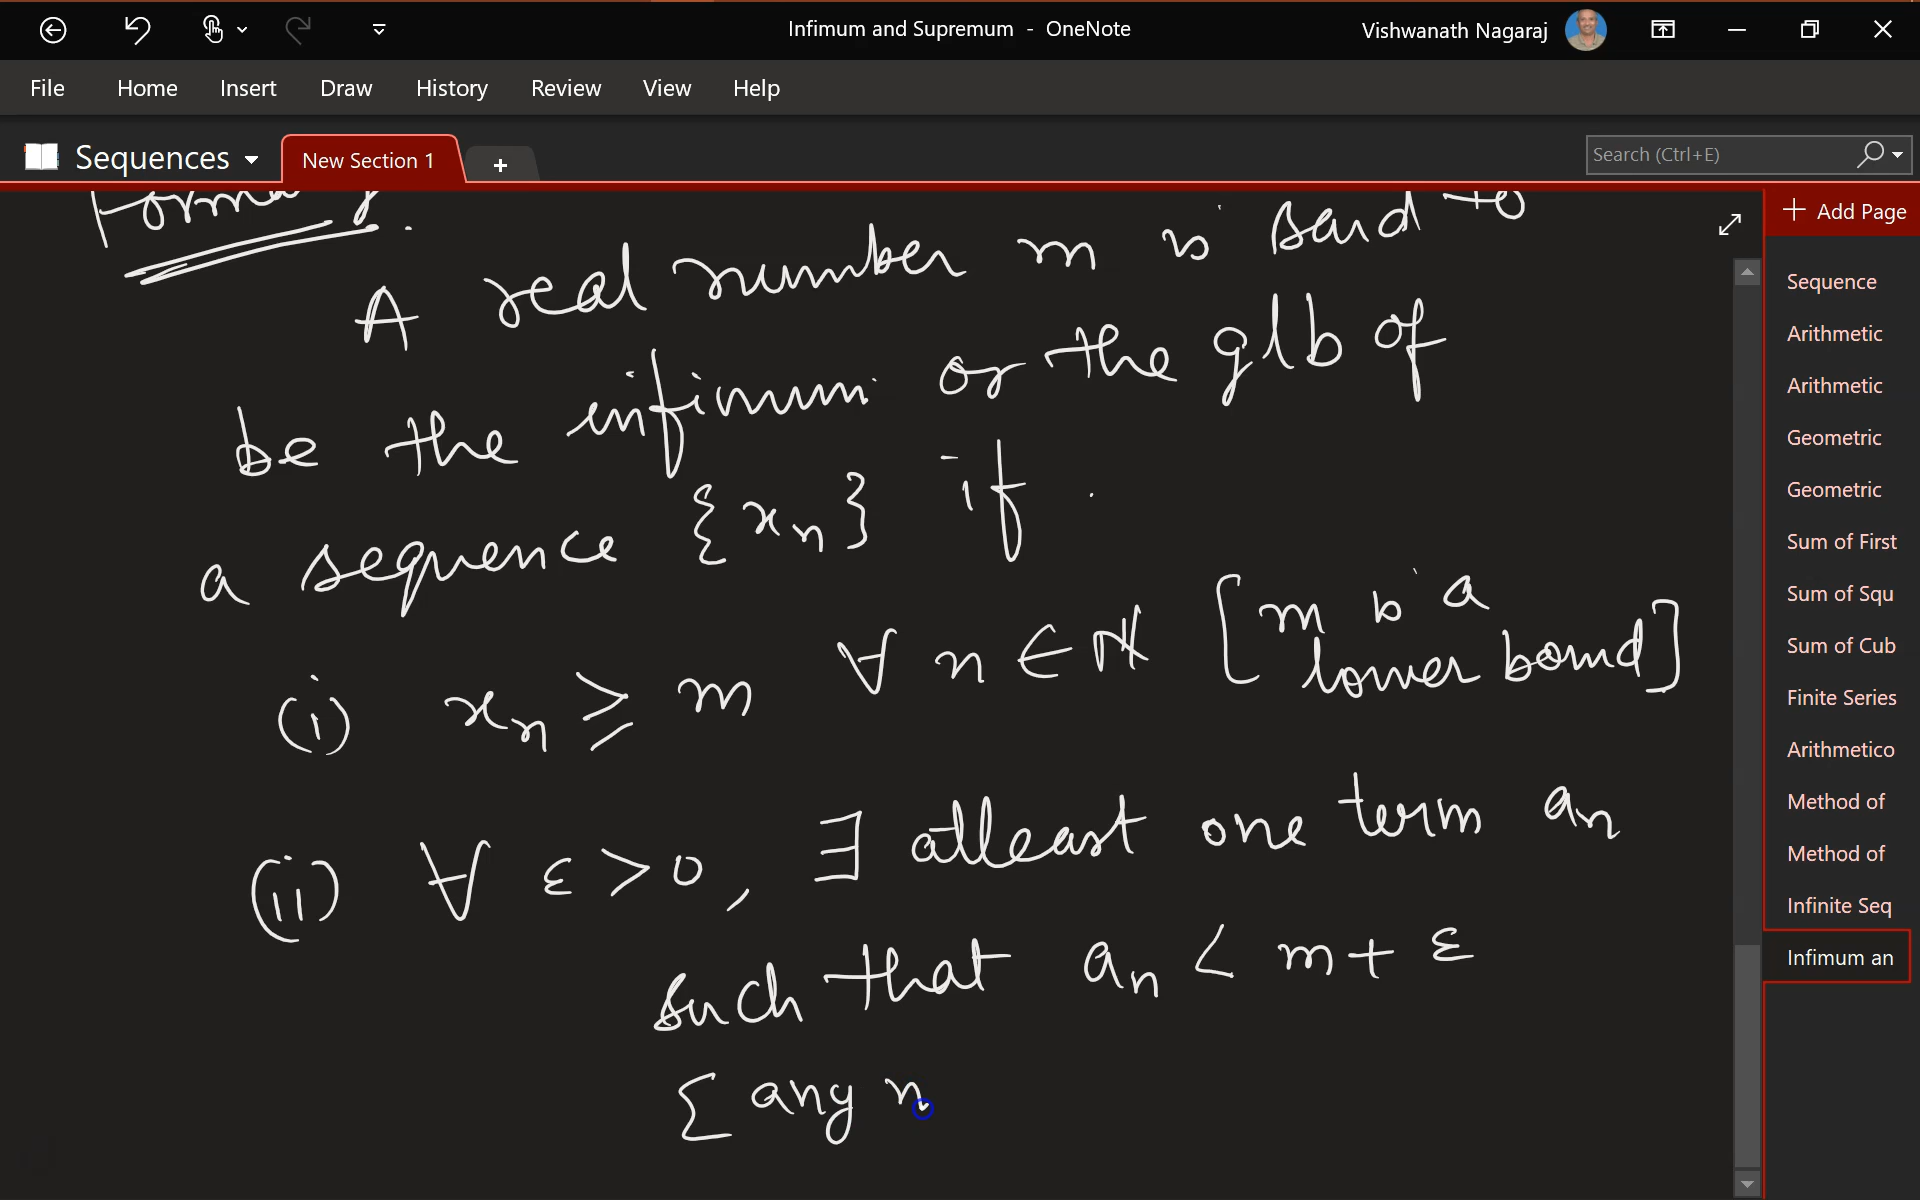 Infimum and Supremum - OneNote
Vishwanath Nagaraj
File Home Insert Draw History Review View Help
Sequences
New Section 1
+
Search (Ctrl+E)
Add Page
Sequence
Arithmetic
Arithmetic
Geometric
Geometric
Sum of First
Sum of Squ
Sum of Cub
Finite Series
Arithmetico
Method of
Method of
Infinite Seq
Infimum an
A real number m is said to
be the infimum or the glb of
a sequence {xₙ} if
(i) xₙ ≥ m ∀ n ∈ ℕ [m is a
lower bound]
(ii) ∀ ε > 0, ∃ atleast one term aₙ
such that aₙ < m + ε
[any n